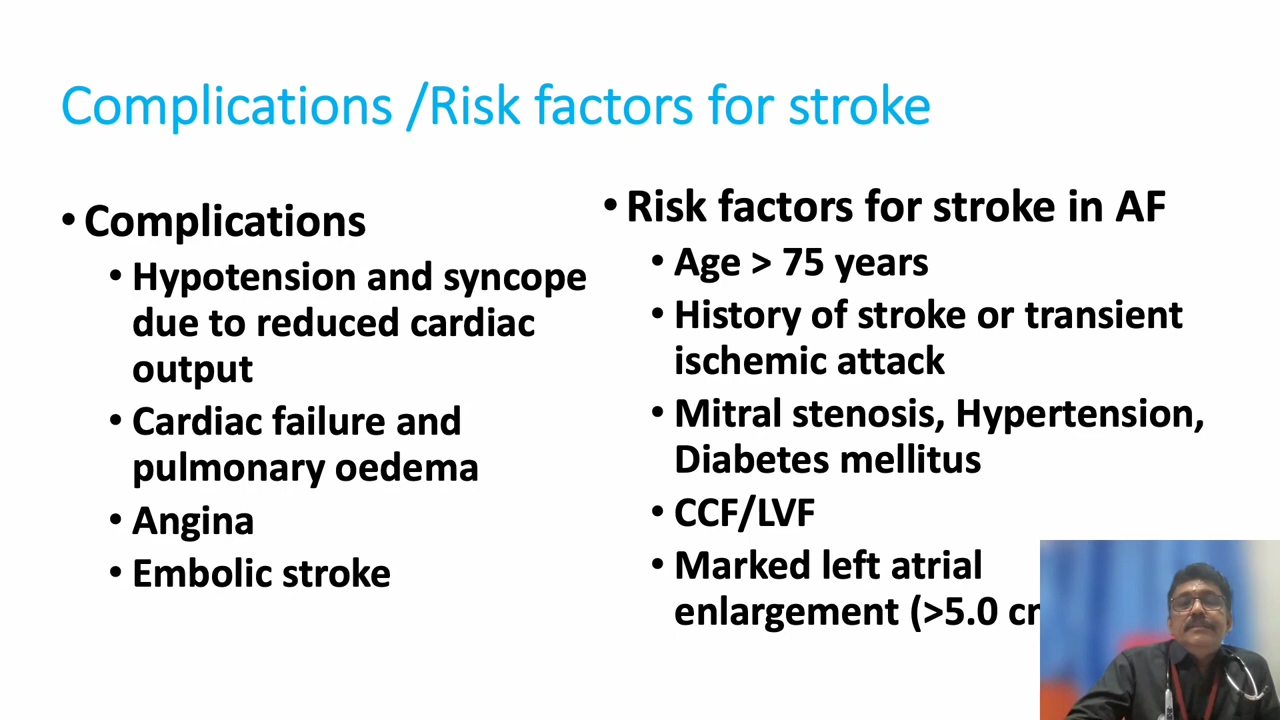 Complications /Risk factors for stroke
• Complications
• Hypotension and syncope
due to reduced cardiac
output
• Cardiac failure and
pulmonary oedema
• Angina
• Embolic stroke
• Risk factors for stroke in AF
• Age > 75 years
• History of stroke or transient
ischemic attack
• Mitral stenosis, Hypertension,
Diabetes mellitus
• CCF/LVF
• Marked left atrial
enlargement (>5.0